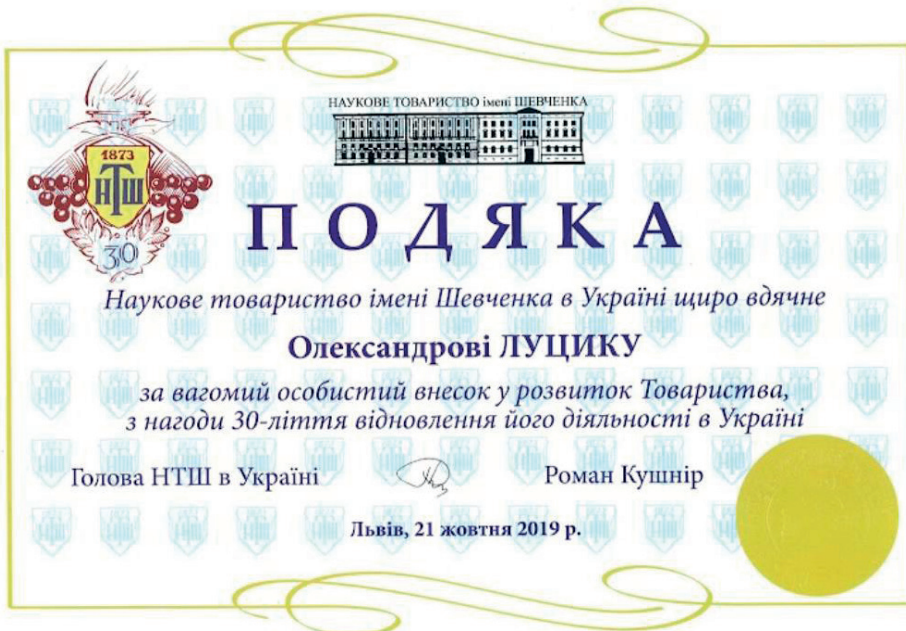 НАУКОВЕ ТОВАРИСТВО імені ШЕВЧЕНКА
1873
НТШ
30
ПОДЯКА
Наукове товариство імені Шевченка в Україні щиро вдячне
Олександрові ЛУЦИКУ
за вагомий особистий внесок у розвиток Товариства,
з нагоди 30-ліття відновлення його діяльності в Україні
Голова НТШ в Україні Роман Кушнір
Львів, 21 жовтня 2019 р.